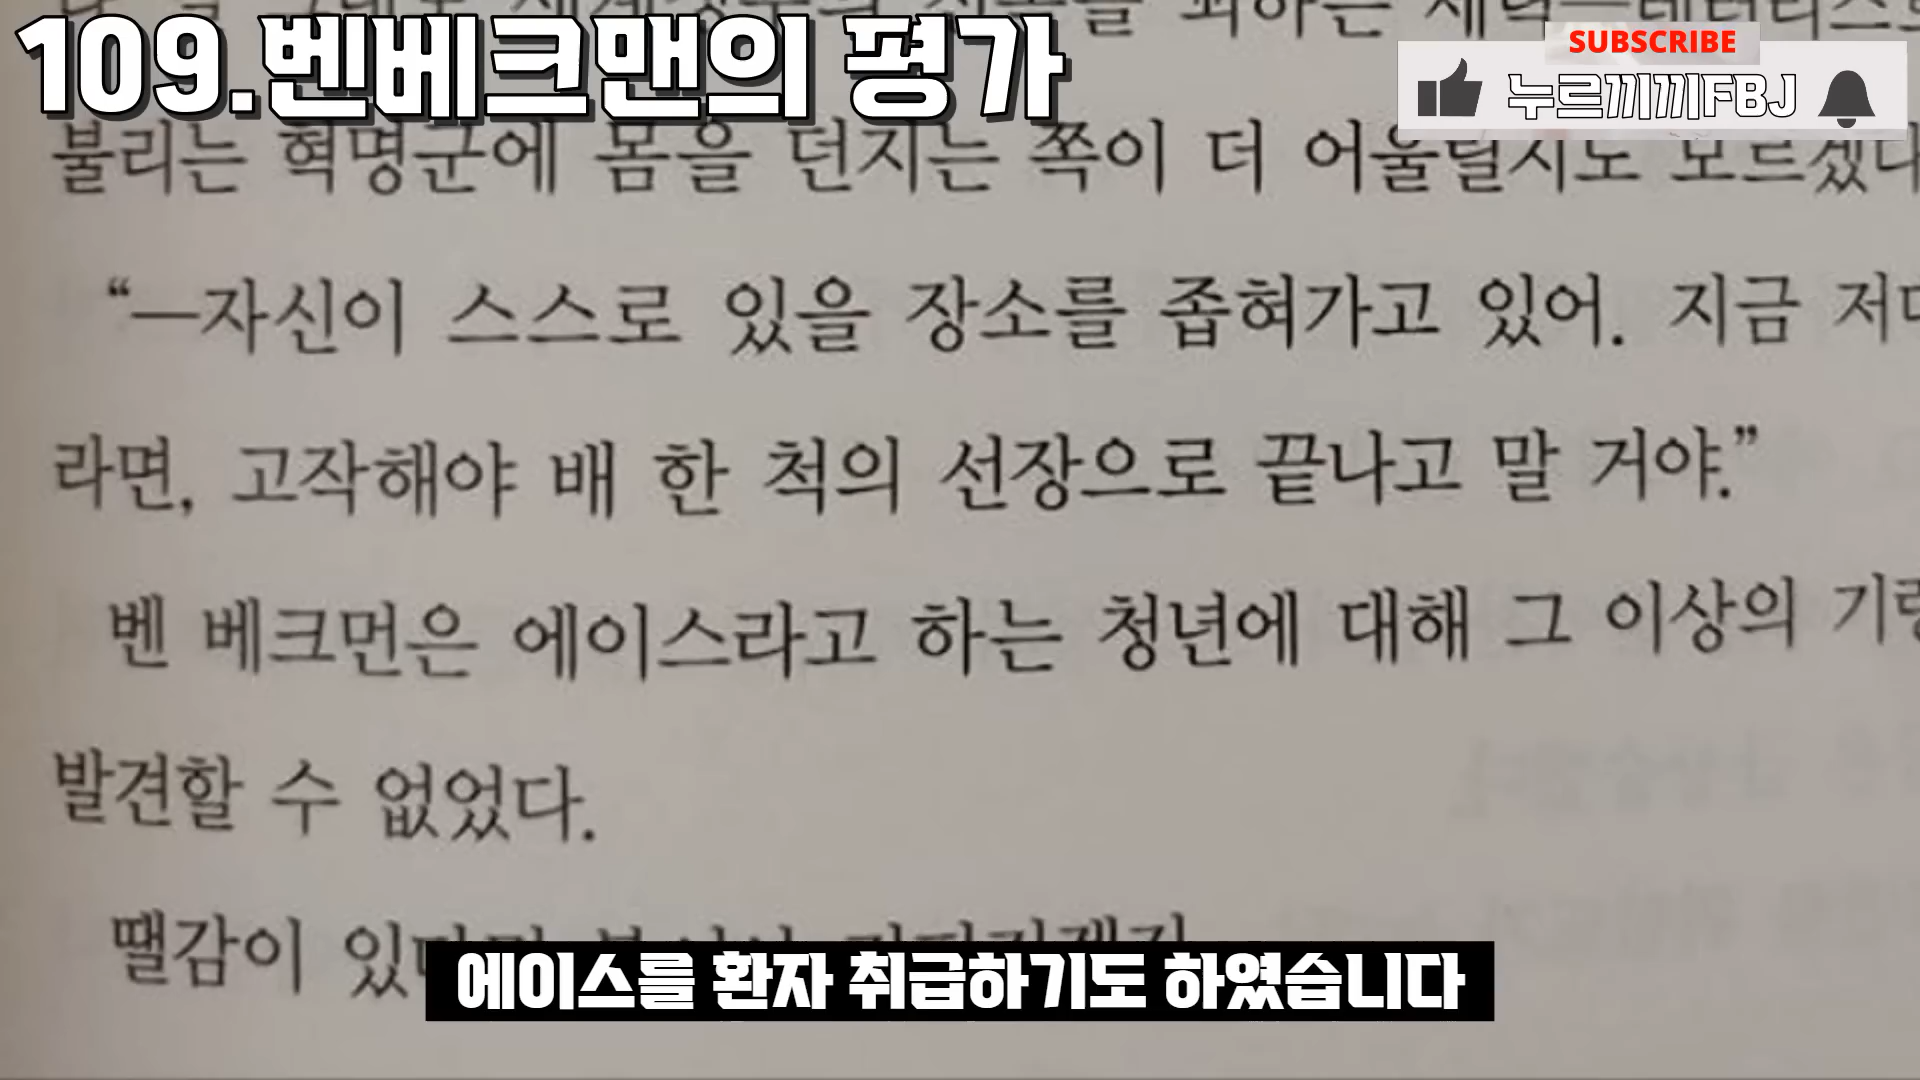 109.벤베크맨의 평가
SUBSCRIBE
누르끼끼FBJ
불리는 혁명군에 몸을 던지는 쪽이 더 어울릴지도 모르겠다
“—자신이 스스로 있을 장소를 좁혀가고 있어. 지금
라면, 고작해야 배 한 척의 선장으로 끝나고 말 거야.”
벤 베크먼은 에이스라고 하는 청년에 대해 그 이상의
발견할 수 없었다.
땔감이
에이스를 환자 취급하기도 하였습니다